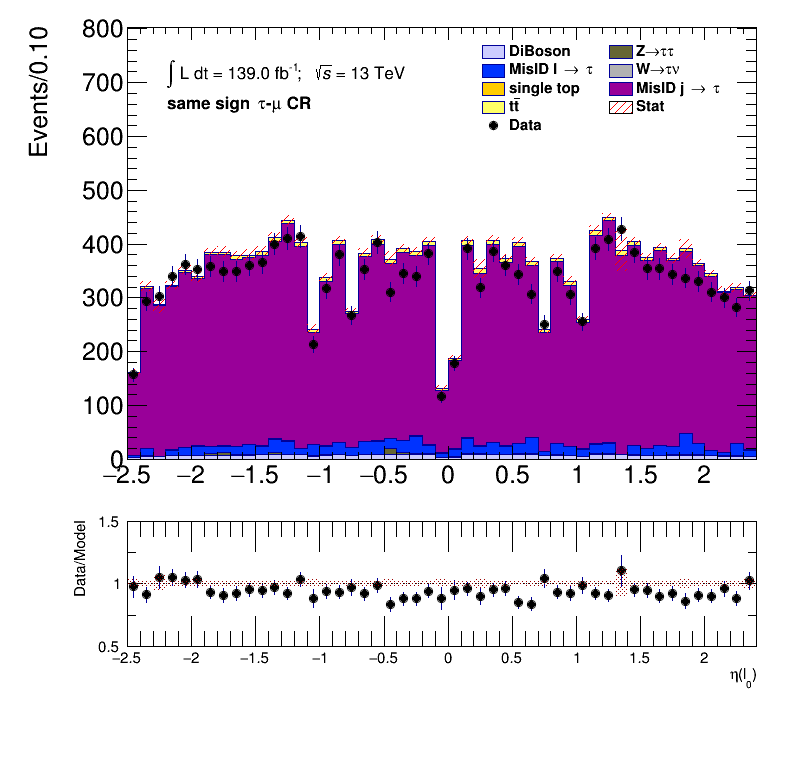 Events/0.10
800
700
600
500
400
300
200
100
0
∫ L dt = 139.0 fb⁻¹; √s = 13 TeV
same sign τ-μ CR
DiBoson
Z→ττ
MisID l → τ
W→τν
single top
MisID j → τ
tt̄
Stat
Data
−2.5 −2 −1.5 −1 −0.5 0 0.5 1 1.5 2
Data/Model
1.5
1
0.5
−2.5 −2 −1.5 −1 −0.5 0 0.5 1 1.5 2
η(l₀)